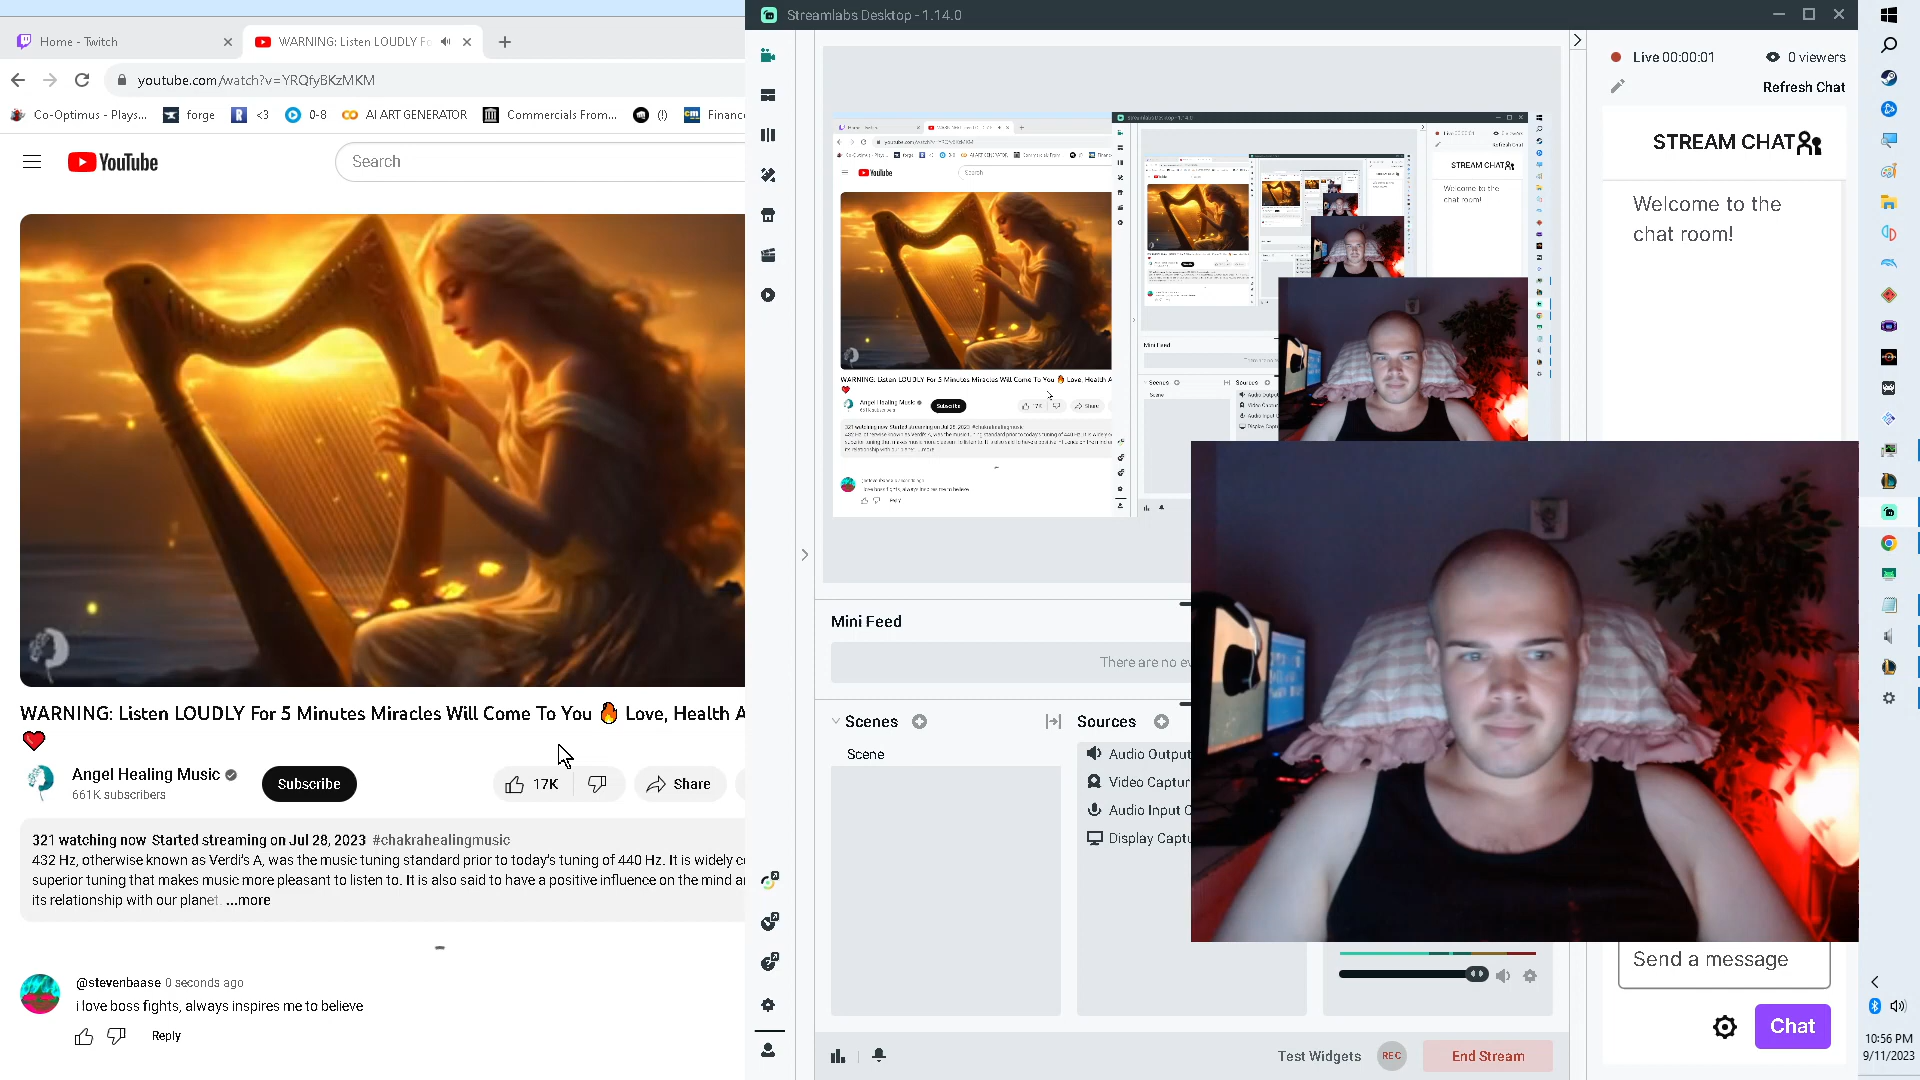 Home - Twitch
WARNING: Listen LOUDLY Fo
youtube.com/watch?v=YRQfyBKzMKM
Co-Optimus - Plays...
forge
<3
0-8
AI ART GENERATOR
Commercials From...
(!)
Financ
YouTube
Search
WARNING: Listen LOUDLY For 5 Minutes Miracles Will Come To You 🔥 Love, Health A
❤️
Angel Healing Music
661K subscribers
Subscribe
17K
Share
321 watching now Started streaming on Jul 28, 2023 #chakrahealingmusic
432 Hz, otherwise known as Verdi's A, was the music tuning standard prior to today's tuning of 440 Hz. It is widely c
superior tuning that makes music more pleasant to listen to. It is also said to have a positive influence on the mind a
its relationship with our planet. ...more
@stevenbaase 0 seconds ago
i love boss fights, always inspires me to believe
Reply
Streamlabs Desktop - 1.14.0
Mini Feed
There are no ev
Scenes
Scene
Sources
Audio Output
Video Captur
Audio Input C
Display Captu
Test Widgets
REC
End Stream
Live 00:00:01
0 viewers
Refresh Chat
STREAM CHAT
Welcome to the
chat room!
Send a message
Chat
10:56 PM
9/11/2023